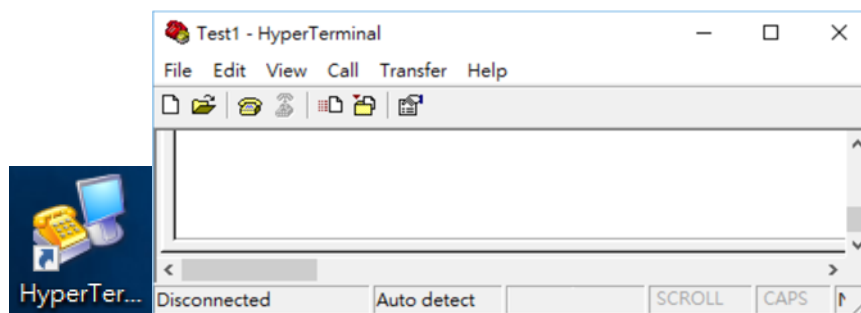 Test1 - HyperTerminal
File Edit View Call Transfer Help
HyperTer...
Disconnected Auto detect SCROLL CAPS